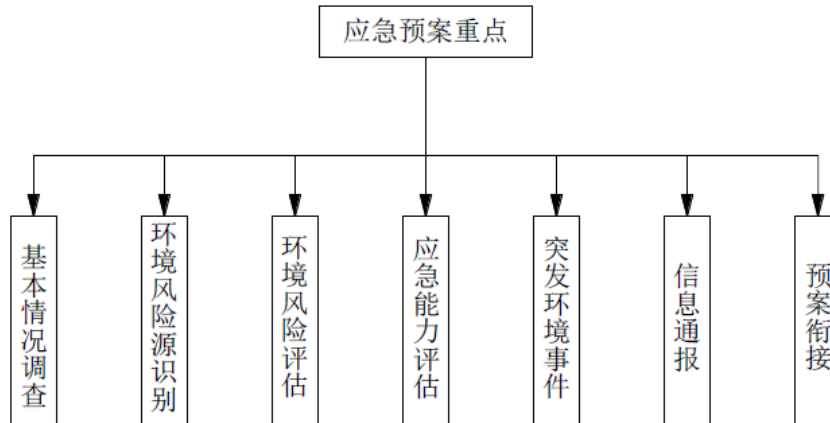 应急预案重点
基本情况调查
环境风险源识别
环境风险评估
应急能力评估
突发环境事件
信息通报
预案衔接